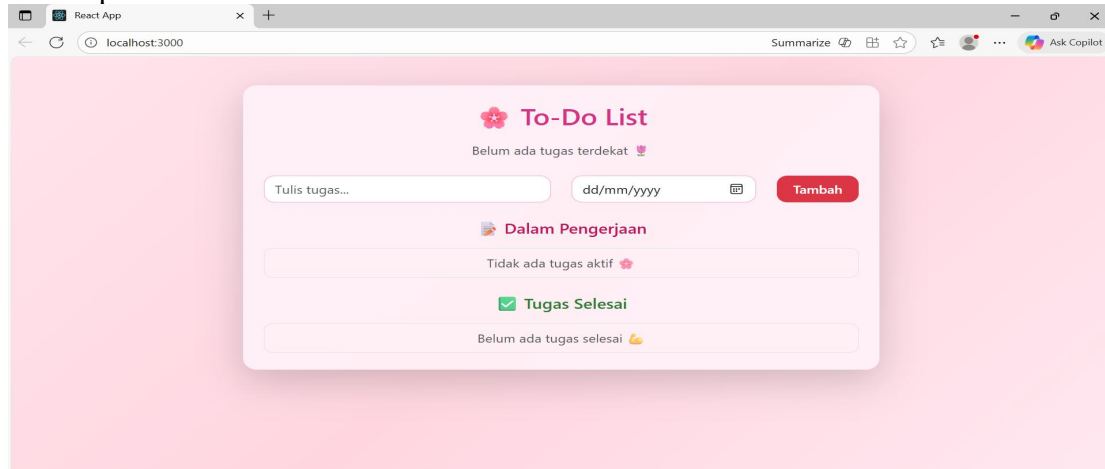 React App
localhost:3000
Summarize
Ask Copilot
🌸 To-Do List
Belum ada tugas terdekat 🌷
Tulis tugas...
dd/mm/yyyy
Tambah
📝 Dalam Pengerjaan
Tidak ada tugas aktif 🌸
✅ Tugas Selesai
Belum ada tugas selesai 💪